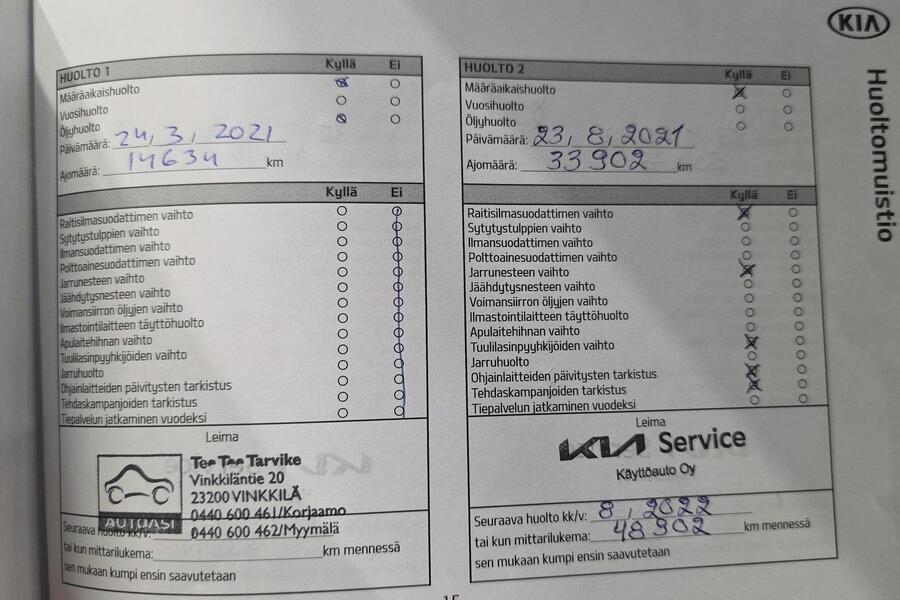 KIA
Huoltomuistio
HUOLTO 1 Kyllä Ei
Määräaikaishuolto
Vuosihuolto
Öljyhuolto
Päivämäärä: 24, 3, 2021
Ajomäärä: 14634 km
Kyllä Ei
Raitisilmasuodattimen vaihto
Sytytystulppien vaihto
Ilmansuodattimen vaihto
Polttoainesuodattimen vaihto
Jarrunesteen vaihto
Jäähdytysnesteen vaihto
Voimansiirron öljyjen vaihto
Ilmastointilaitteen täyttöhuolto
Apulaitehihnan vaihto
Tuulilasinpyyhkijöiden vaihto
Jarruhuolto
Ohjainlaitteiden päivitysten tarkistus
Tehdaskampanjoiden tarkistus
Tiepalvelun jatkaminen vuodeksi
Leima
AUTOASI
Tee Tee Tarvike
Vinkkiläntie 20
23200 VINKKILÄ
0440 600 461/Korjaamo
0440 600 462/Myymälä
Seuraava huolto kk/v:
tai kun mittarilukema: km mennessä
sen mukaan kumpi ensin saavutetaan
HUOLTO 2 Kyllä Ei
Määräaikaishuolto
Vuosihuolto
Öljyhuolto
Päivämäärä: 23, 8, 2021
Ajomäärä: 33902 km
Kyllä Ei
Raitisilmasuodattimen vaihto
Sytytystulppien vaihto
Ilmansuodattimen vaihto
Polttoainesuodattimen vaihto
Jarrunesteen vaihto
Jäähdytysnesteen vaihto
Voimansiirron öljyjen vaihto
Ilmastointilaitteen täyttöhuolto
Apulaitehihnan vaihto
Tuulilasinpyyhkijöiden vaihto
Jarruhuolto
Ohjainlaitteiden päivitysten tarkistus
Tehdaskampanjoiden tarkistus
Tiepalvelun jatkaminen vuodeksi
Leima
KIA Service
Käyttöauto Oy
Seuraava huolto kk/v: 8, 2022
tai kun mittarilukema: 48902 km mennessä
sen mukaan kumpi ensin saavutetaan